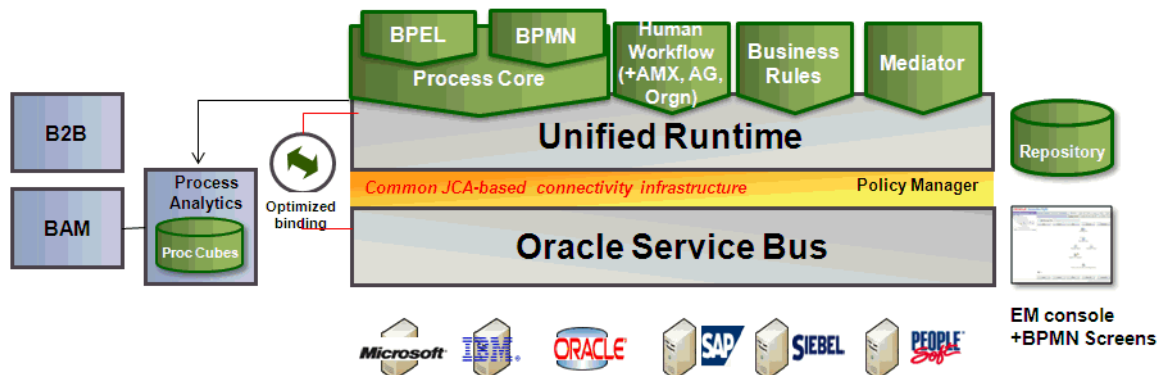 BPEL
BPMN
Process Core
Human
Workflow
(+AMX, AG,
Orgn)
Business
Rules
Mediator
B2B
BAM
Process
Analytics
Proc Cubes
Optimized
binding
Unified Runtime
Common JCA-based connectivity infrastructure
Policy Manager
Oracle Service Bus
Repository
EM console
+BPMN Screens
Microsoft
IBM
ORACLE
SAP
SIEBEL
PEOPLE
Soft